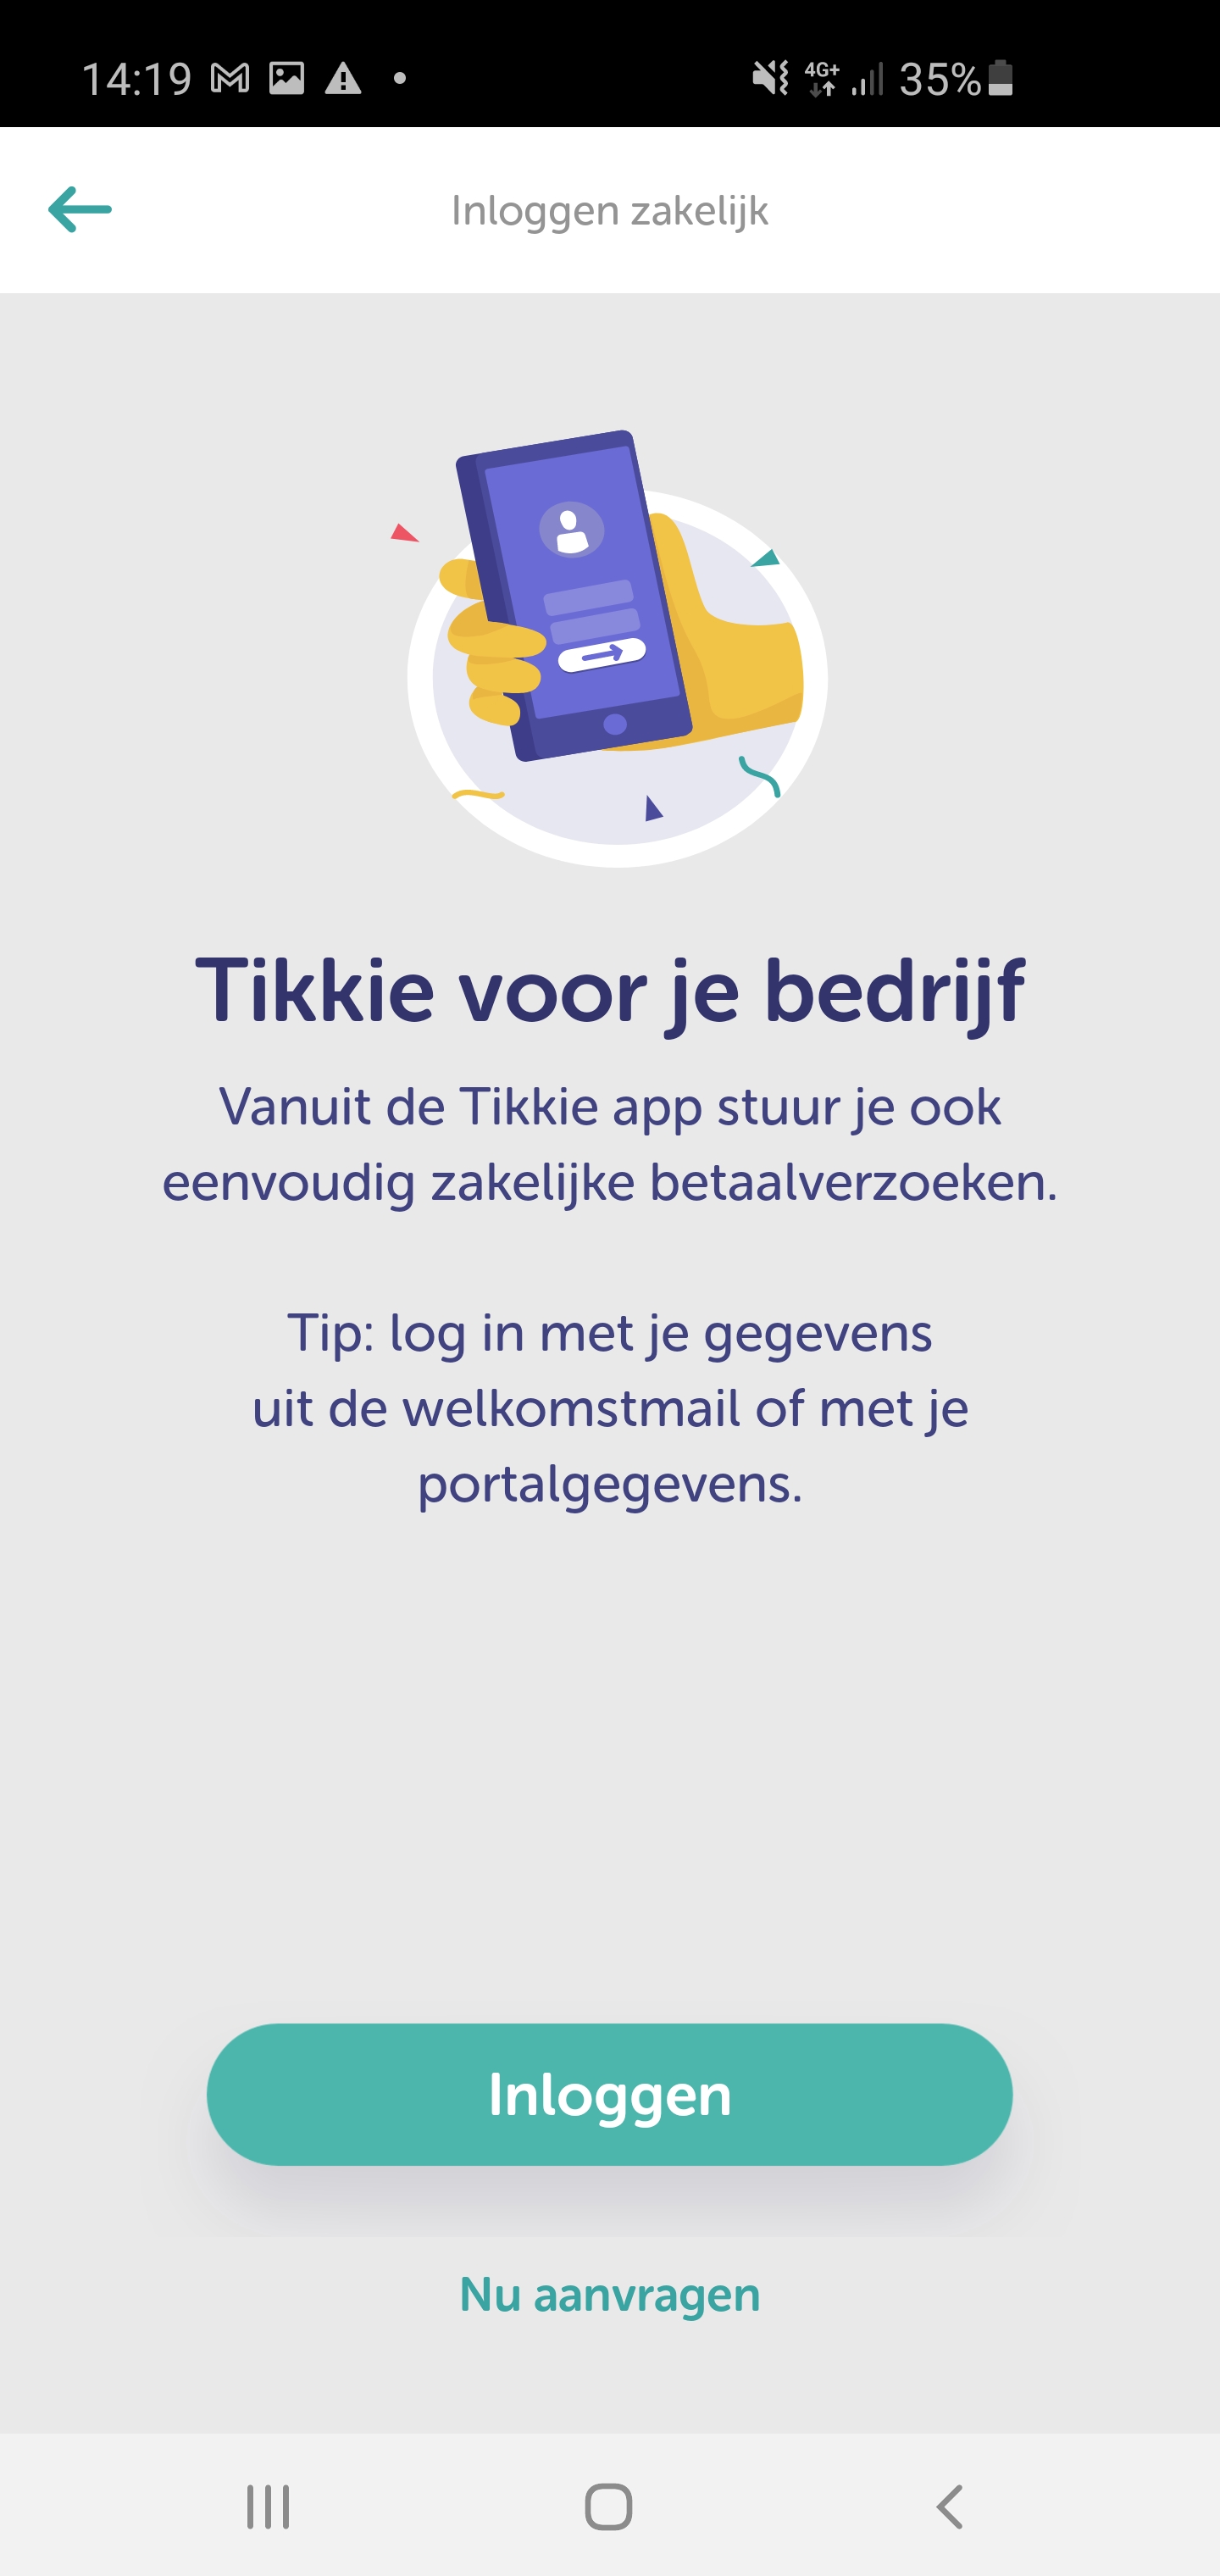 14:19
4G+
35%
Inloggen zakelijk
Tikkie voor je bedrijf
Vanuit de Tikkie app stuur je ook
eenvoudig zakelijke betaalverzoeken.
Tip: log in met je gegevens
uit de welkomstmail of met je
portalgegevens.
Inloggen
Nu aanvragen